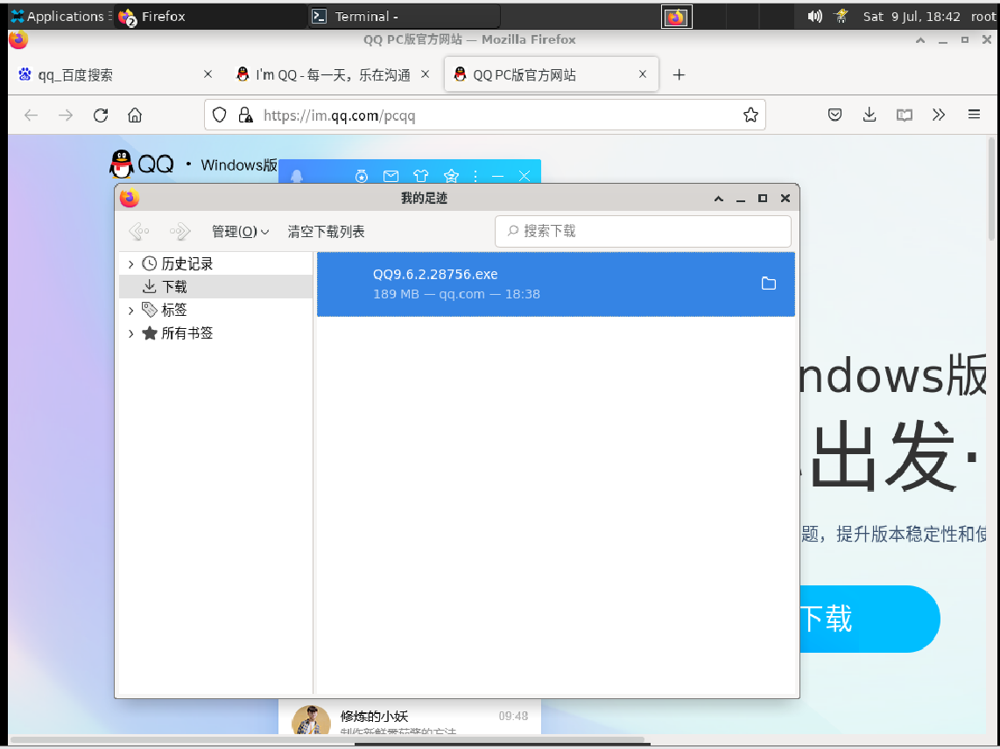 Applications
2
Firefox
Terminal -
Sat 9 Jul, 18:42
root
QQ PC版官方网站 — Mozilla Firefox
qq_百度搜索
I'm QQ - 每一天，乐在沟通
QQ PC版官方网站
https://im.qq.com/pcqq
QQ · Windows版
我的足迹
管理(O)
清空下载列表
搜索下载
历史记录
下载
标签
所有书签
QQ9.6.2.28756.exe
189 MB — qq.com — 18:38
ndows版
出发·
题，提升版本稳定性和使
下载
修炼的小妖
09:48